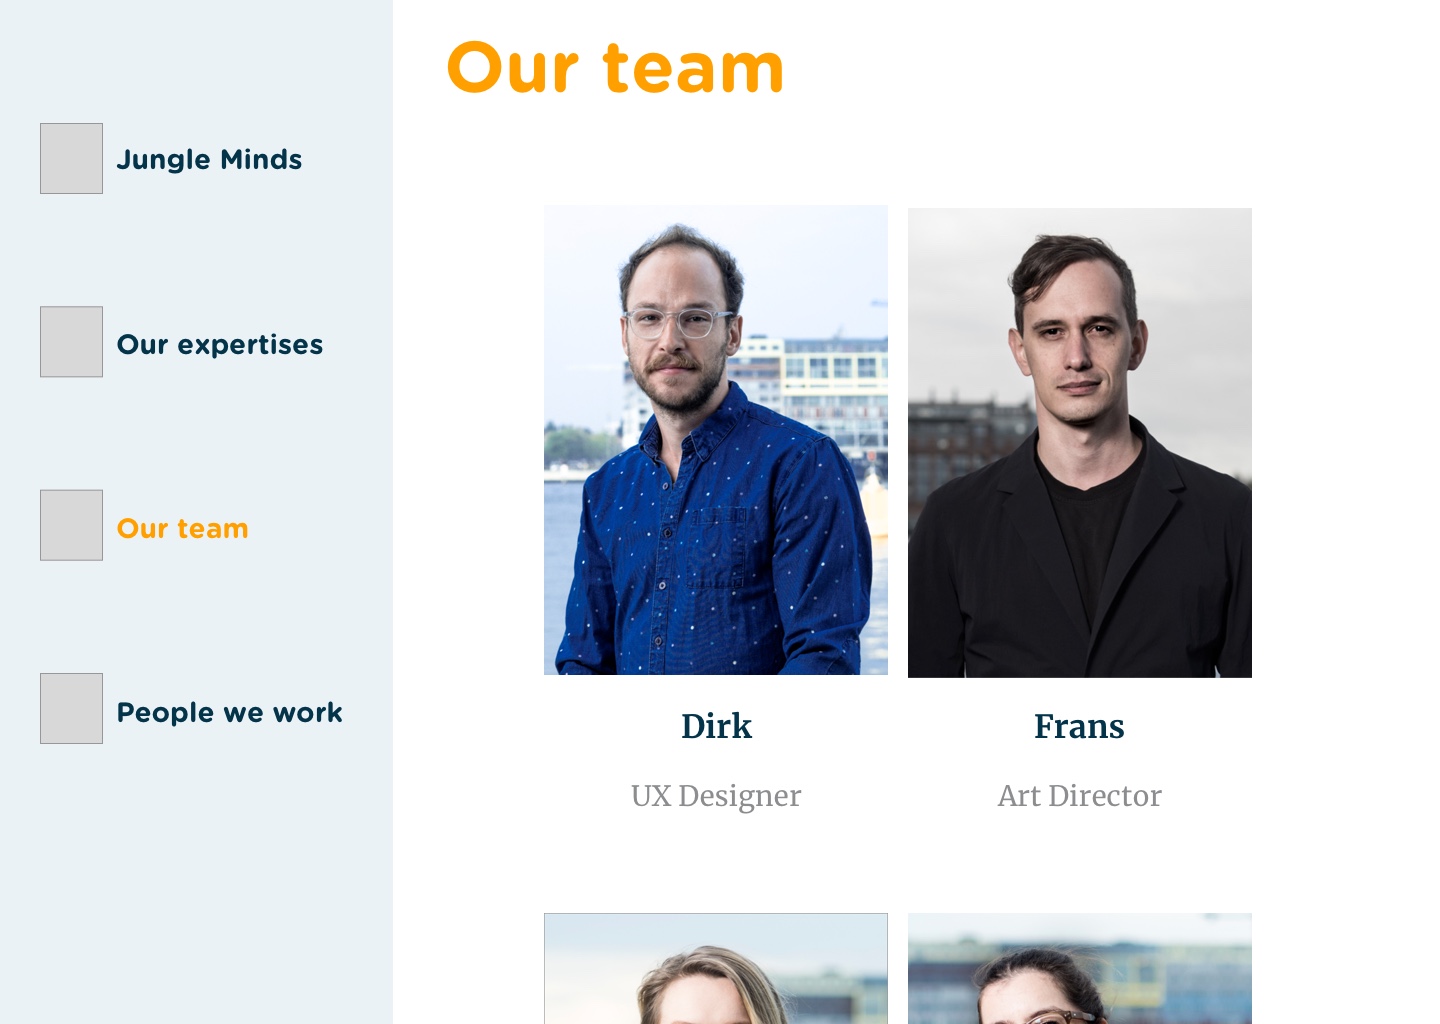 Our team
Jungle Minds
Our expertises
Our team
People we work
Dirk
Frans
UX Designer
Art Director